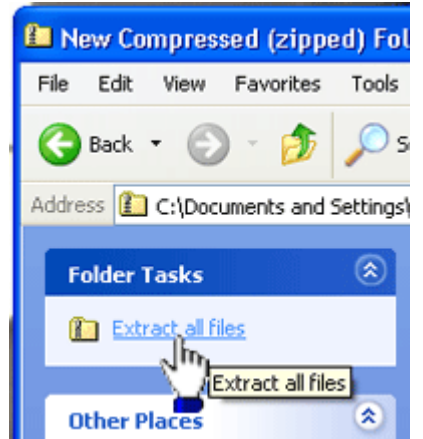 New Compressed (zipped) Fol
File Edit View Favorites Tools
Back S
Address C:\Documents and Settings\
Folder Tasks
Extract all files
Extract all files
Other Places